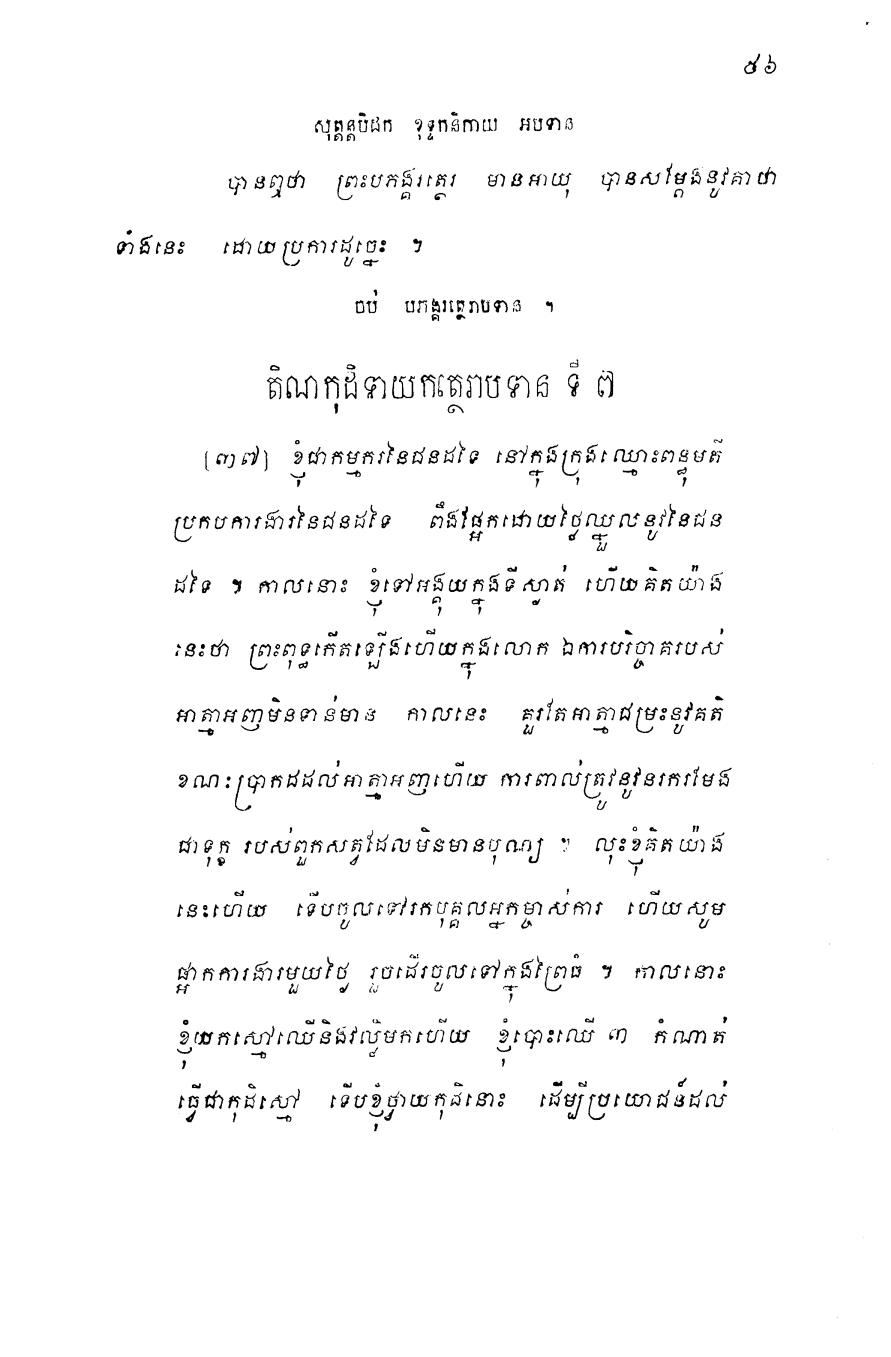 ៥៦
សុត្តន្តបិដក ខុទ្ទកនិកាយ អបទាន
បានឮថា ព្រះបភង្ករត្ថេរ មានអាយុ បានសម្តែងនូវគាថា
ទាំងនេះ ដោយប្រការដូច្នេះ ។
ចប់ បភង្ករត្ថេរាបទាន ។
តិណកុដិទាយកត្ថេរាបទាន ទី ៧
[៣៧] ខ្ញុំជាកម្មករនៃជនដទៃ នៅក្នុងក្រុងឈ្មោះពន្ធុមតី
ប្រកបការងារនៃជនដទៃ ពឹងផ្អែកដោយថ្លៃឈ្នួលនូវនៃជន
ដទៃ ។ កាលនោះ ខ្ញុំទៅអង្គុយក្នុងទីស្ងាត់ ហើយគិតយ៉ាង
នេះថា ព្រះពុទ្ធកើតឡើងហើយក្នុងលោក ឯការបរិច្ចាគរបស់
អាត្មាអញមិនទាន់មាន កាលនេះ គួរតែអាត្មាជម្រះនូវគតិ
ខណៈប្រាកដដល់អាត្មាអញហើយ ការពាល់ត្រូវនូវនរករមែង
ជាទុក្ខ របស់ពួកសត្វដែលមិនមានបុណ្យ ។ លុះខ្ញុំគិតយ៉ាង
នេះហើយ ទើបចូលទៅរកបុគ្គលអ្នកម្ចាស់ការ ហើយសូម
ផ្អាកការងារមួយថ្ងៃ រួចដើរចូលទៅក្នុងព្រៃធំ ។ កាលនោះ
ខ្ញុំយកស្មៅឈើនិងវល្លិ៍មកហើយ ខ្ញុំបោះឈើ ៣ កំណាត់
ធ្វើជាកុដិស្មៅ ទើបខ្ញុំថ្វាយកុដិនោះ ដើម្បីប្រយោជន៍ដល់